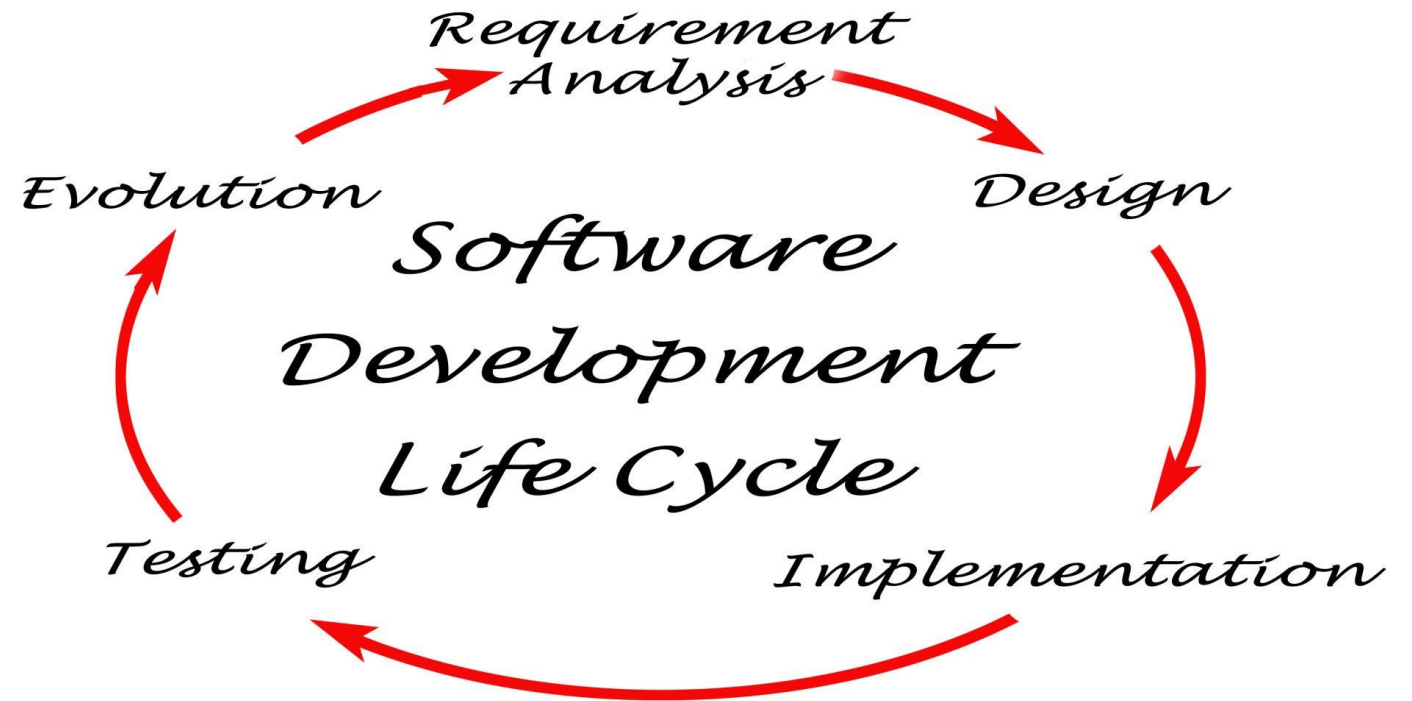 Requirement
Analysis
Design
Implementation
Testing
Evolution
Software
Development
Life Cycle